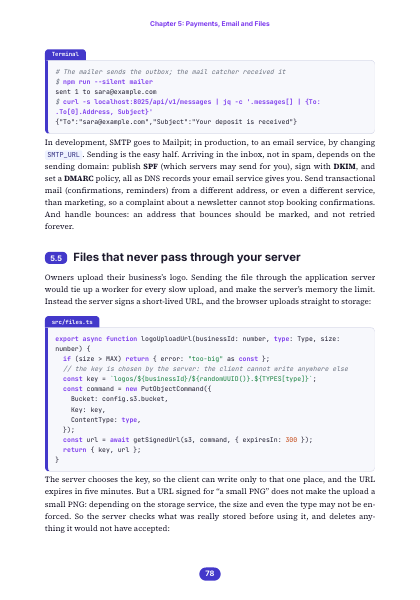 Chapter 5: Payments, Email and Files
Terminal
# The mailer sends the outbox; the mail catcher received it
$ npm run --silent mailer
sent 1 to sara@example.com
$ curl -s localhost:8025/api/v1/messages | jq -c '.messages[] | {To:
.To[0].Address, Subject}'
{"To":"sara@example.com","Subject":"Your deposit is received"}
In development, SMTP goes to Mailpit; in production, to an email service, by changing
SMTP_URL. Sending is the easy half. Arriving in the inbox, not in spam, depends on the
sending domain: publish SPF (which servers may send for you), sign with DKIM, and
set a DMARC policy, all as DNS records your email service gives you. Send transactional
mail (confirmations, reminders) from a different address, or even a different service,
than marketing, so a complaint about a newsletter cannot stop booking confirmations.
And handle bounces: an address that bounces should be marked, and not retried
forever.
5.5 Files that never pass through your server
Owners upload their business's logo. Sending the file through the application server
would tie up a worker for every slow upload, and make the server's memory the limit.
Instead the server signs a short-lived URL, and the browser uploads straight to storage:
src/files.ts
export async function logoUploadUrl(businessId: number, type: Type, size:
number) {
if (size > MAX) return { error: "too-big" as const };
// the key is chosen by the server: the client cannot write anywhere else
const key = `logos/${businessId}/${randomUUID()}.${TYPES[type]}`;
const command = new PutObjectCommand({
Bucket: config.s3.bucket,
Key: key,
ContentType: type,
});
const url = await getSignedUrl(s3, command, { expiresIn: 300 });
return { key, url };
}
The server chooses the key, so the client can write only to that one place, and the URL
expires in five minutes. But a URL signed for “a small PNG” does not make the upload a
small PNG: depending on the storage service, the size and even the type may not be en-
forced. So the server checks what was really stored before using it, and deletes any-
thing it would not have accepted:
78